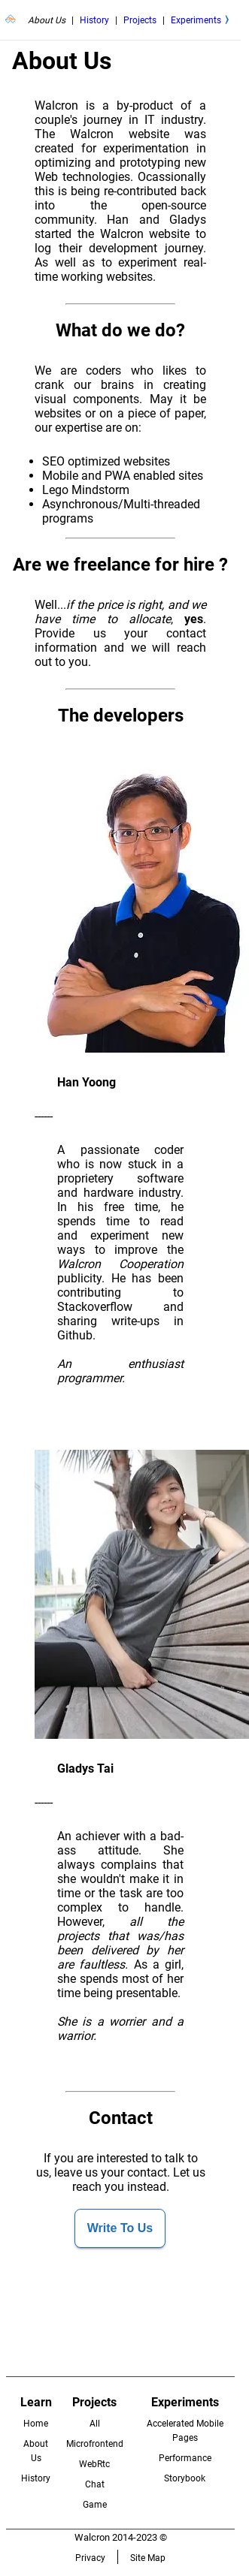 About Us | History | Projects | Experiments ⟩
About Us
Walcron is a by-product of a
couple's journey in IT industry.
The Walcron website was
created for experimentation in
optimizing and prototyping new
Web technologies. Ocassionally
this is being re-contributed back
into the open-source
community. Han and Gladys
started the Walcron website to
log their development journey.
As well as to experiment real-
time working websites.
What do we do?
We are coders who likes to
crank our brains in creating
visual components. May it be
websites or on a piece of paper,
our expertise are on:
• SEO optimized websites
• Mobile and PWA enabled sites
• Lego Mindstorm
• Asynchronous/Multi-threaded
programs
Are we freelance for hire ?
Well...if the price is right, and we
have time to allocate, yes.
Provide us your contact
information and we will reach
out to you.
The developers
Han Yoong
A passionate coder
who is now stuck in a
proprietery software
and hardware industry.
In his free time, he
spends time to read
and experiment new
ways to improve the
Walcron Cooperation
publicity. He has been
contributing to
Stackoverflow and
sharing write-ups in
Github.
An enthusiast
programmer.
Gladys Tai
An achiever with a bad-
ass attitude. She
always complains that
she wouldn't make it in
time or the task are too
complex to handle.
However, all the
projects that was/has
been delivered by her
are faultless. As a girl,
she spends most of her
time being presentable.
She is a worrier and a
warrior.
Contact
If you are interested to talk to
us, leave us your contact. Let us
reach you instead.
Write To Us
Learn
Home
About
Us
History
Projects
All
Microfrontend
WebRtc
Chat
Game
Experiments
Accelerated Mobile
Pages
Performance
Storybook
Walcron 2014-2023 ©
Privacy | Site Map